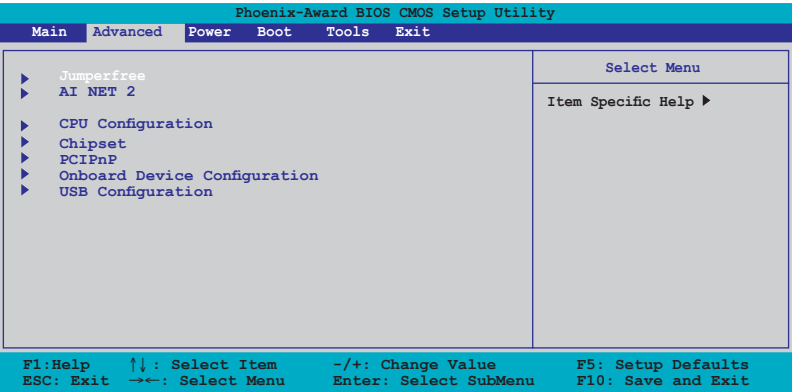 Phoenix-Award BIOS CMOS Setup Utility
Main Advanced Power Boot Tools Exit
Select Menu
Item Specific Help ▶
Jumperfree
AI NET 2
CPU Configuration
Chipset
PCIPnP
Onboard Device Configuration
USB Configuration
F1:Help ↑↓: Select Item -/+: Change Value F5: Setup Defaults
ESC: Exit →←: Select Menu Enter: Select SubMenu F10: Save and Exit